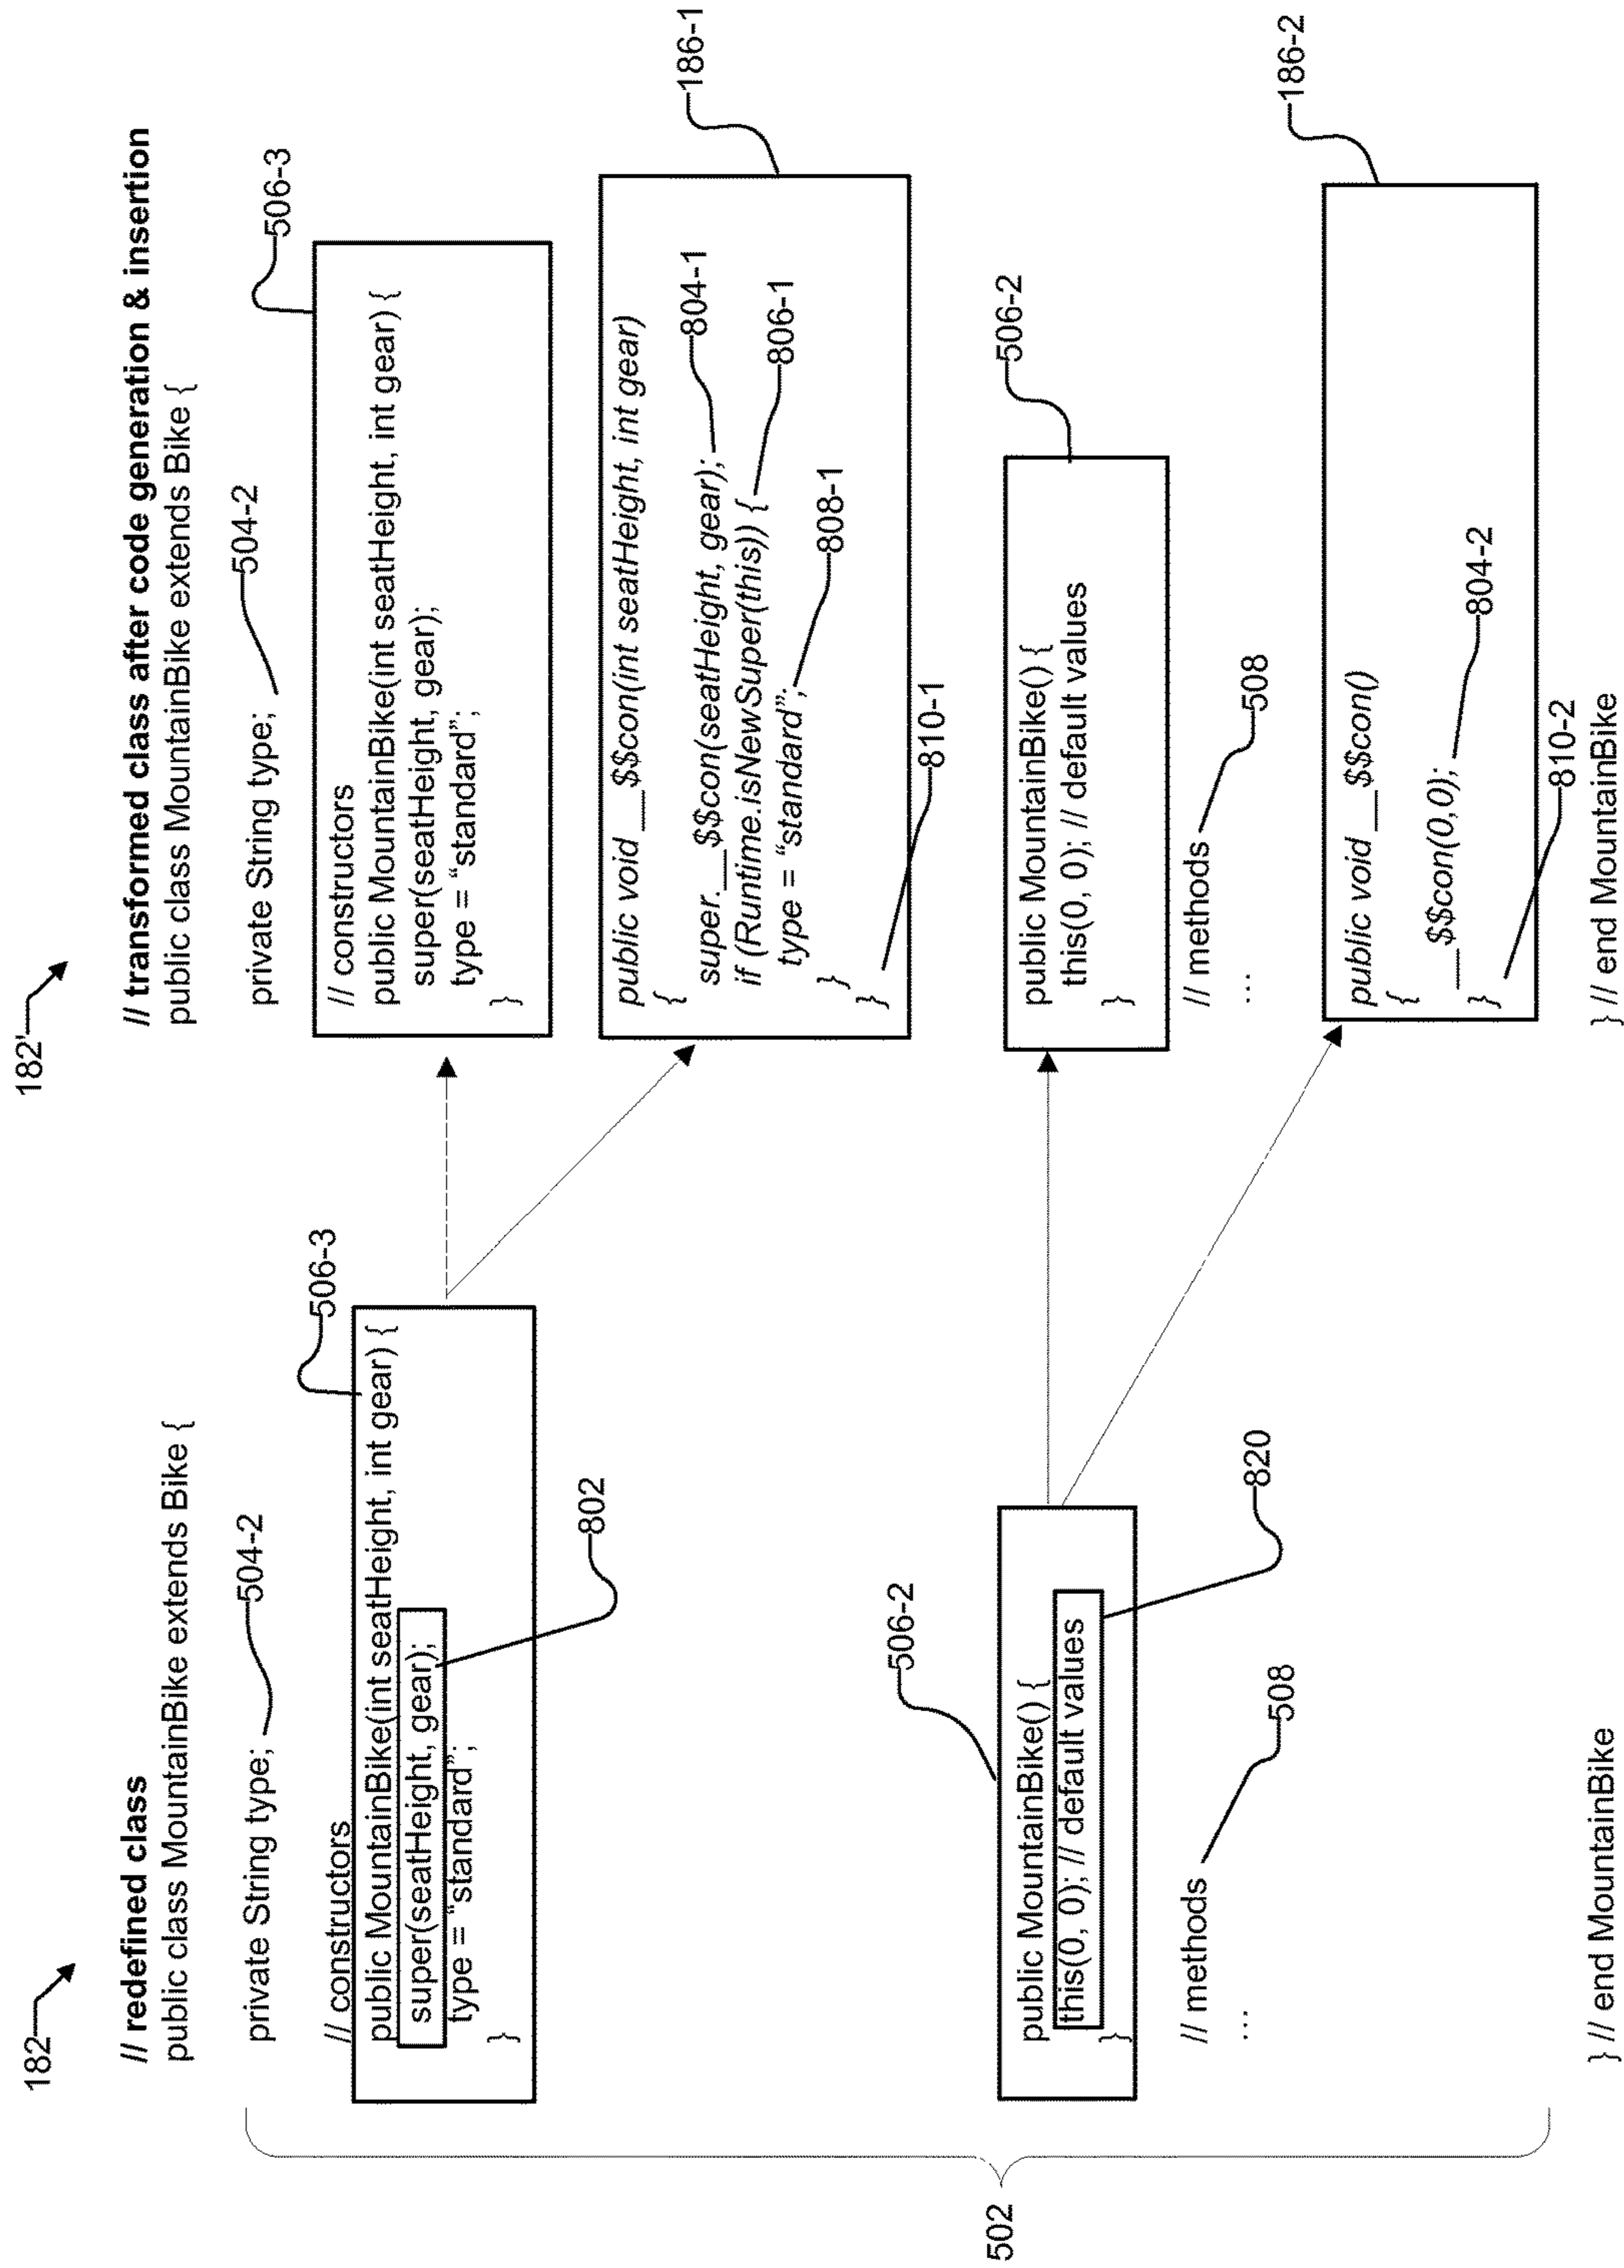 182
// redefined class
public class MountainBike extends Bike {
504-2
private String type;
506-3
// constructors
public MountainBike(int seatHeight, int gear) {
super(seatHeight, gear);
type = “standard”;
}
802
506-2
public MountainBike() {
this(0, 0); // default values
}
820
// methods
508
...
} // end MountainBike
502
182'
// transformed class after code generation & insertion
public class MountainBike extends Bike {
504-2
private String type;
506-3
// constructors
public MountainBike(int seatHeight, int gear) {
super(seatHeight, gear);
type = “standard”;
}
186-1
public void __$$con(int seatHeight, int gear)
{
super.__$$con(seatHeight, gear);
804-1
if (Runtime.isNewSuper(this)) {
806-1
type = “standard”;
808-1
}
}
810-1
506-2
public MountainBike() {
this(0, 0); // default values
}
// methods
508
...
186-2
public void __$$con()
{
__$$con(0,0);
804-2
}
810-2
} // end MountainBike